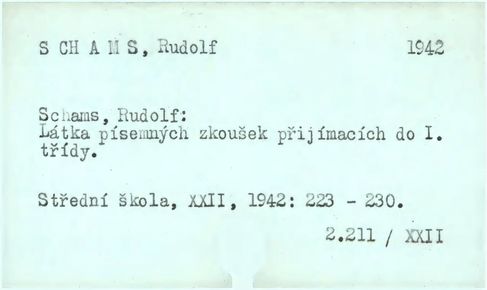 S CH A M S, Rudolf 1942
Schams, Rudolf:
Látka písemných zkoušek přijímacích do I.
třídy.
Střední škola, XXII, 1942: 223 - 230.
2.211 / XXII